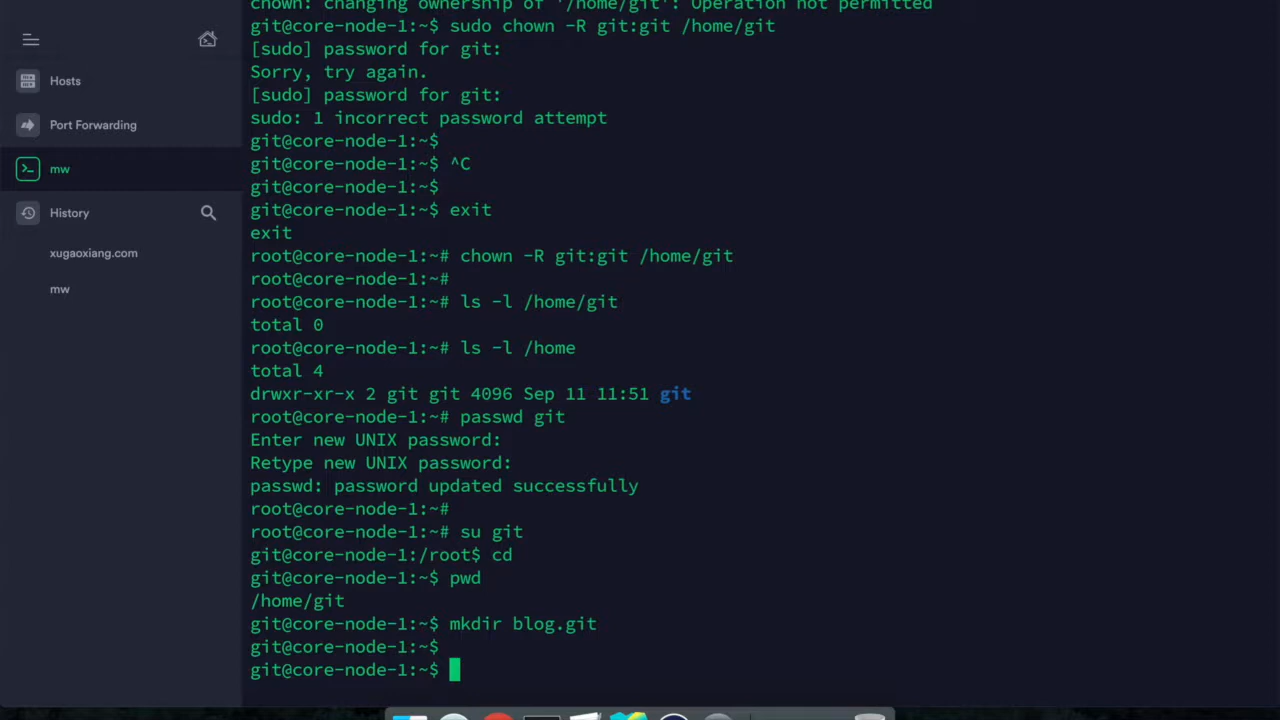 Hosts
Port Forwarding
mw
History
xugaoxiang.com
mw
chown: changing ownership of '/home/git': Operation not permitted
git@core-node-1:~$ sudo chown -R git:git /home/git
[sudo] password for git:
Sorry, try again.
[sudo] password for git:
sudo: 1 incorrect password attempt
git@core-node-1:~$
git@core-node-1:~$ ^C
git@core-node-1:~$
git@core-node-1:~$ exit
exit
root@core-node-1:~# chown -R git:git /home/git
root@core-node-1:~#
root@core-node-1:~# ls -l /home/git
total 0
root@core-node-1:~# ls -l /home
total 4
drwxr-xr-x 2 git git 4096 Sep 11 11:51 git
root@core-node-1:~# passwd git
Enter new UNIX password:
Retype new UNIX password:
passwd: password updated successfully
root@core-node-1:~#
root@core-node-1:~# su git
git@core-node-1:/root$ cd
git@core-node-1:~$ pwd
/home/git
git@core-node-1:~$ mkdir blog.git
git@core-node-1:~$
git@core-node-1:~$